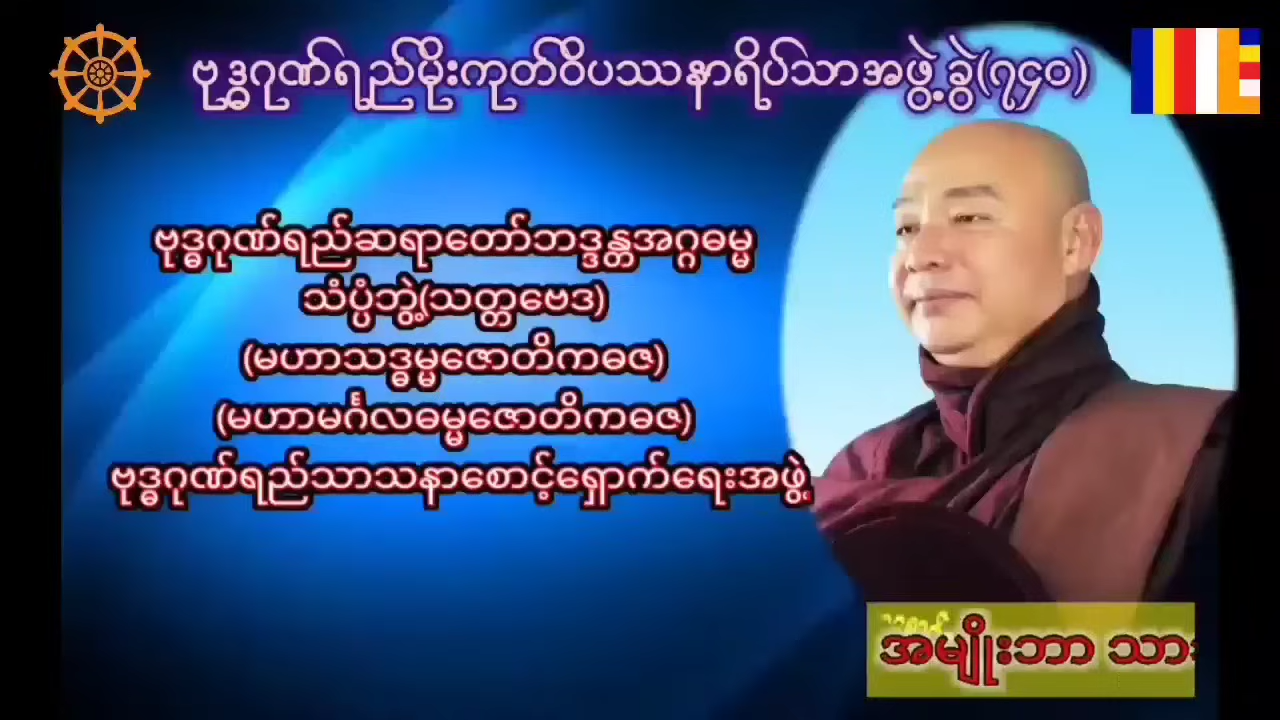 ဗုဒ္ဓဂုဏ်ရည်မိုးကုတ်ဝိပဿနာရိပ်သာအဖွဲ့ခွဲ(၇၄၀)
ဗုဒ္ဓဂုဏ်ရည်ဆရာတော်ဘဒ္ဒန္တအဂ္ဂဓမ္မ
သံပ္ပံဘွဲ့(သတ္တဗေဒ)
(မဟာသဒ္ဓမ္မဇောတိကဓဇ)
(မဟာမင်္ဂလဓမ္မဇောတိကဓဇ)
ဗုဒ္ဓဂုဏ်ရည်သာသနာစောင့်ရှောက်ရေးအဖွဲ့
အမျိုးဘာသာ